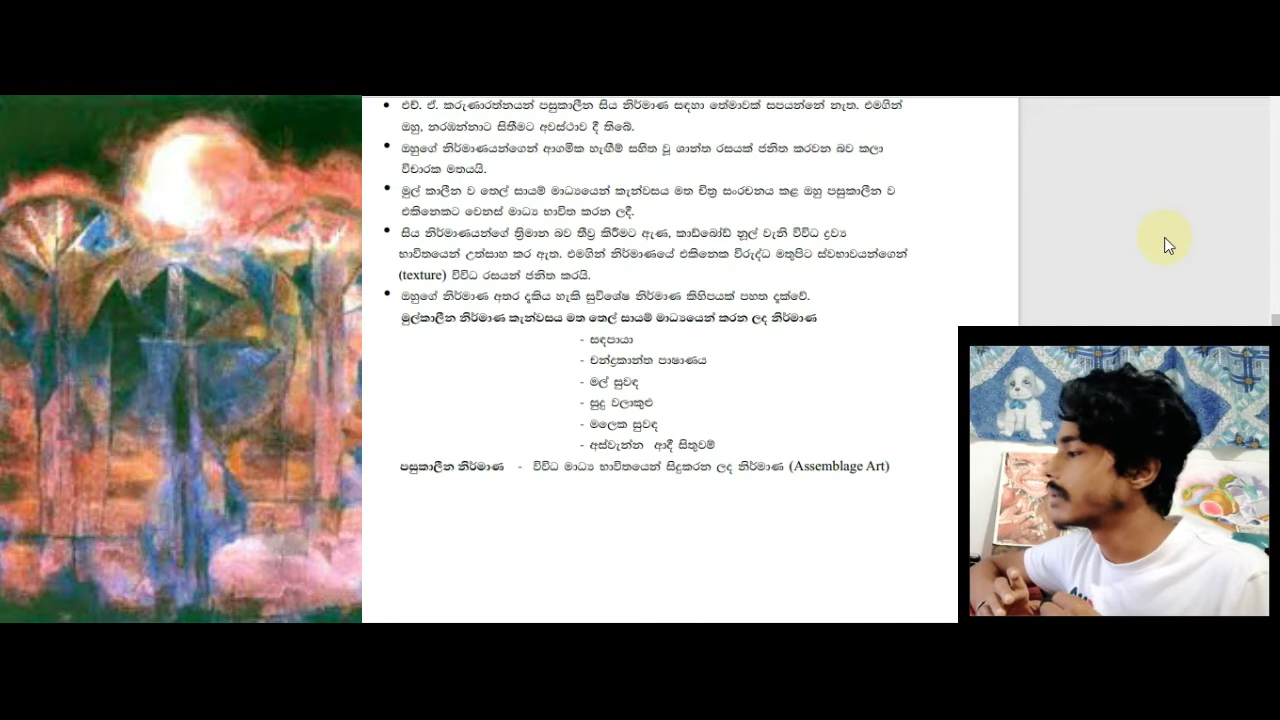 • එච්. ඒ. කරුණාරත්නයන් පසුකාලීන සිය නිර්මාණ සඳහා තේමාවක් සපයන්නේ නැත. එමගින්
ඔහු, නරඹන්නාට සිතීමට අවස්ථාව දී තිබේ.
• ඔහුගේ නිර්මාණයන්ගෙන් ආගමික හැඟීම් සහිත වූ ශාන්ත රසයක් ජනිත කරවන බව කලා
විචාරක මතයයි.
• මුල් කාලීන ව තෙල් සායම් මාධ්‍යයෙන් කැන්වසය මත චිත්‍ර සංරචනය කළ ඔහු පසුකාලීන ව
එකිනෙකට වෙනස් මාධ්‍ය භාවිත කරන ලදී.
• සිය නිර්මාණයන්ගේ ත්‍රිමාන බව තීව්‍ර කිරීමට ඇණ, කාඩ්බෝඩ් නූල් වැනි විවිධ ද්‍රව්‍ය
භාවිතයෙන් උත්සාහ කර ඇත. එමගින් නිර්මාණයේ එකිනෙක විරුද්ධ මතුපිට ස්වභාවයන්ගෙන්
(texture) විවිධ රසයන් ජනිත කරයි.
• ඔහුගේ නිර්මාණ අතර දැකිය හැකි සුවිශේෂ නිර්මාණ කිහිපයක් පහත දැක්වේ.
මුල්කාලීන නිර්මාණ කැන්වසය මත තෙල් සායම් මාධ්‍යයෙන් කරන ලද නිර්මාණ
- සඳපායා
- චන්ද්‍රකාන්ත පාෂාණය
- මල් සුවඳ
- සුදු වලාකුළු
- මලෙක සුවඳ
- අස්වැන්න ආදී සිතුවම්
පසුකාලීන නිර්මාණ - විවිධ මාධ්‍ය භාවිතයෙන් සිදුකරන ලද නිර්මාණ (Assemblage Art)